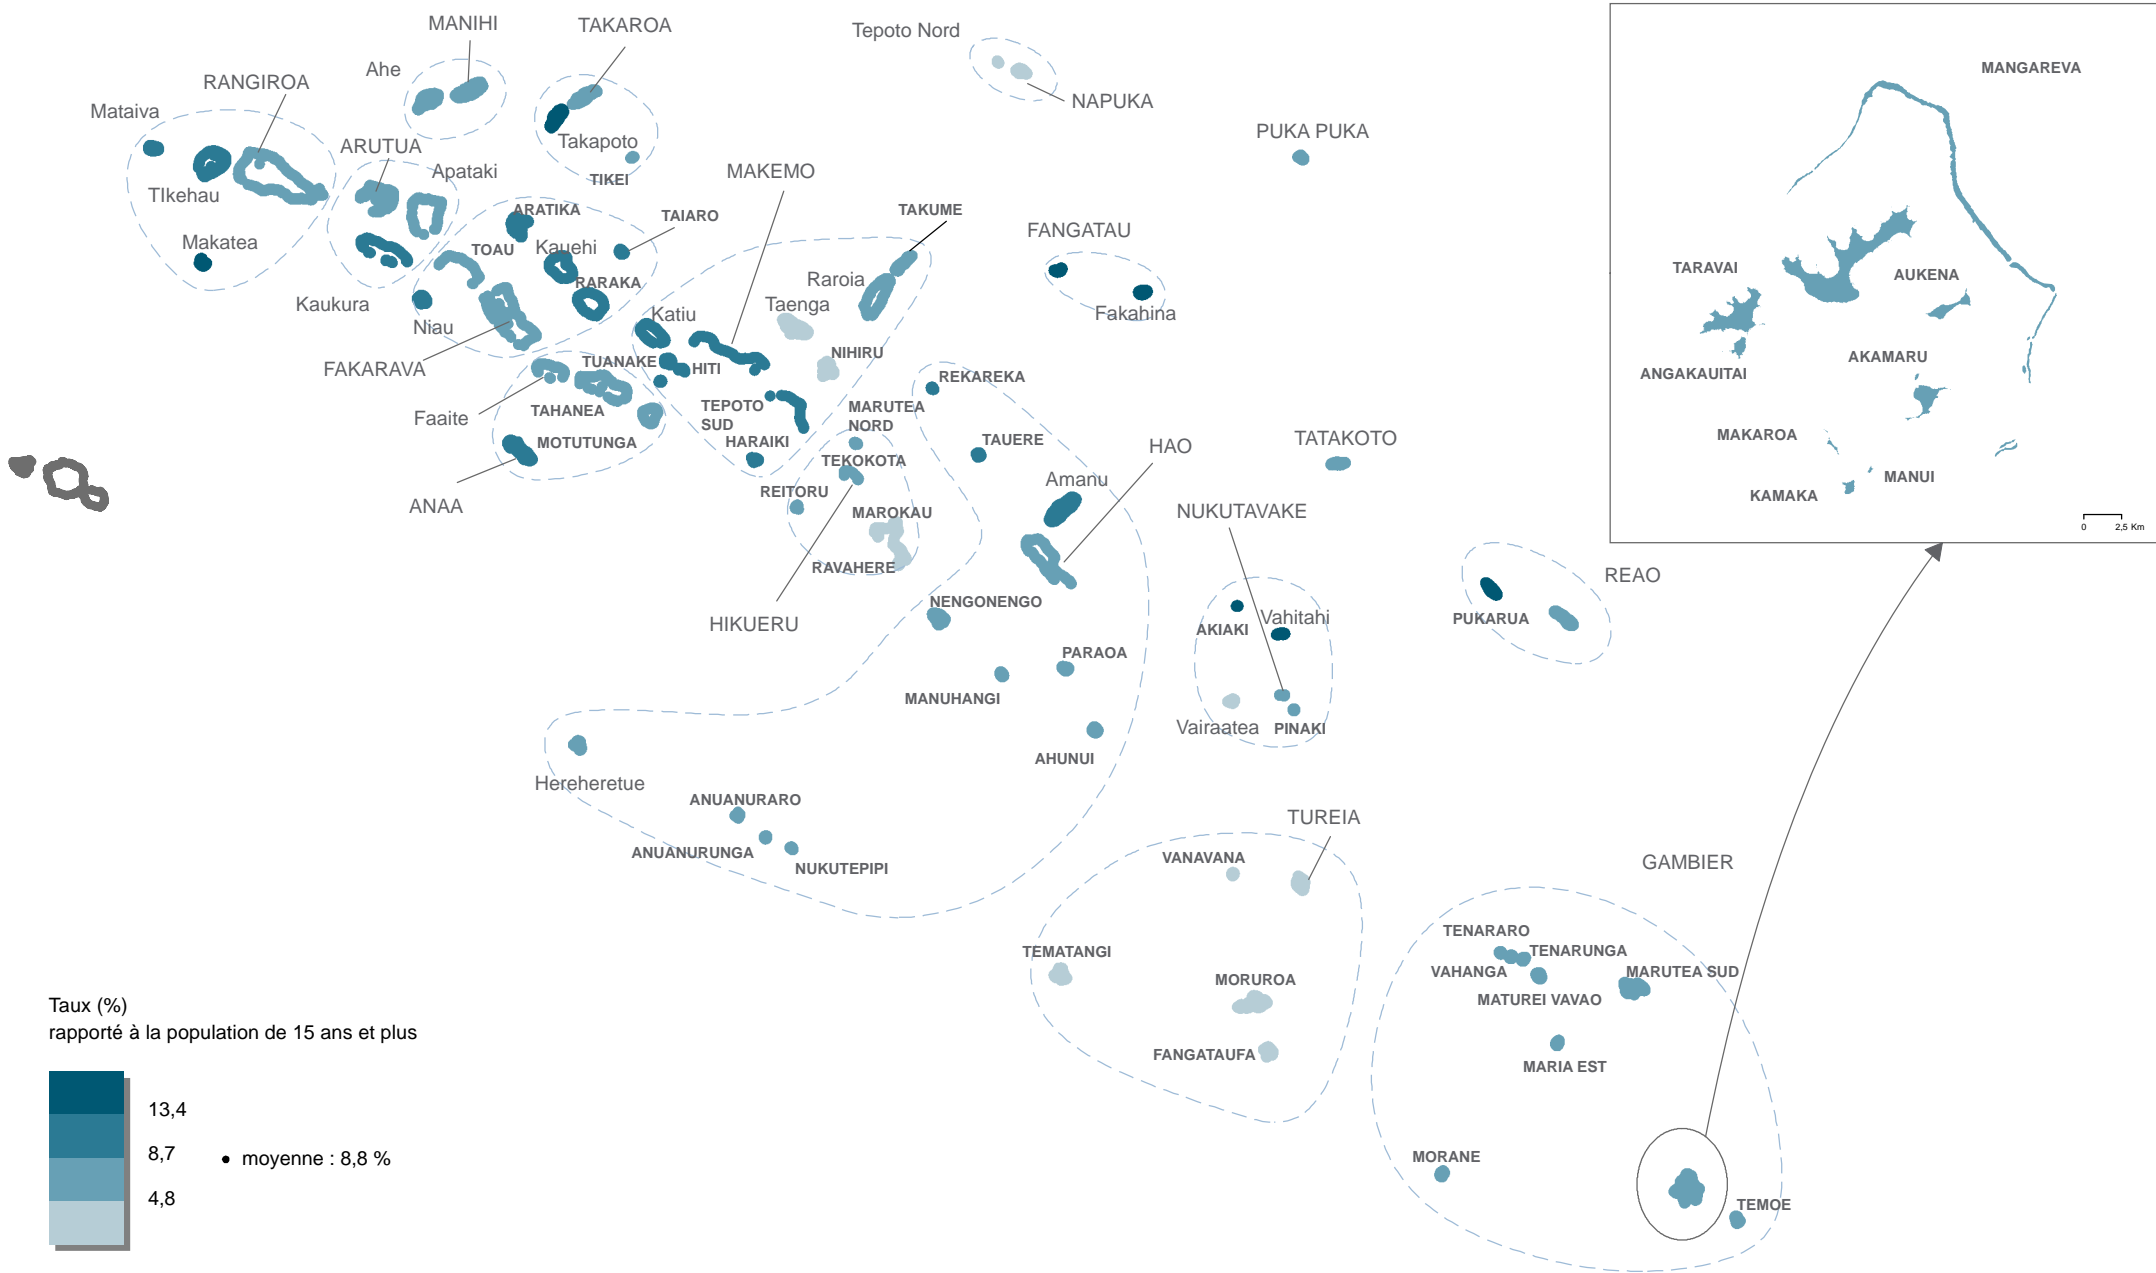 MANIHI
TAKAROA
Tepoto Nord
Ahe
RANGIROA
Mataiva
NAPUKA
MANGAREVA
PUKA PUKA
Takapoto
ARUTUA
Apataki
MAKEMO
TIKEI
TIkehau
ARATIKA
TAIARO
TAKUME
FANGATAU
Makatea
TOAU
Kauehi
TARAVAI
AUKENA
RARAKA
Raroia
Taenga
Kaukura
Niau
Katiu
Fakahina
NIHIRU
AKAMARU
FAKARAVA
TUANAKE
HITI
ANGAKAUITAI
REKAREKA
Faaite
TAHANEA
TEPOTO
SUD
MARUTEA
NORD
MAKAROA
MOTUTUNGA
HARAIKI
TAUERE
HAO
TATAKOTO
TEKOKOTA
MANUI
Amanu
REITORU
KAMAKA
ANAA
MAROKAU
NUKUTAVAKE
0 2,5 Km
RAVAHERE
REAO
NENGONENGO
HIKUERU
AKIAKI
Vahitahi
PUKARUA
PARAOA
MANUHANGI
Vairaatea
PINAKI
AHUNUI
Hereheretue
ANUANURARO
TUREIA
ANUANURUNGA
NUKUTEPIPI
VANAVANA
GAMBIER
TENARARO
TENARUNGA
TEMATANGI
VAHANGA
MARUTEA SUD
MORUROA
MATUREI VAVAO
Taux (%)
rapporté à la population de 15 ans et plus
FANGATAUFA
MARIA EST
13,4
8,7
moyenne : 8,8 %
MORANE
4,8
TEMOE